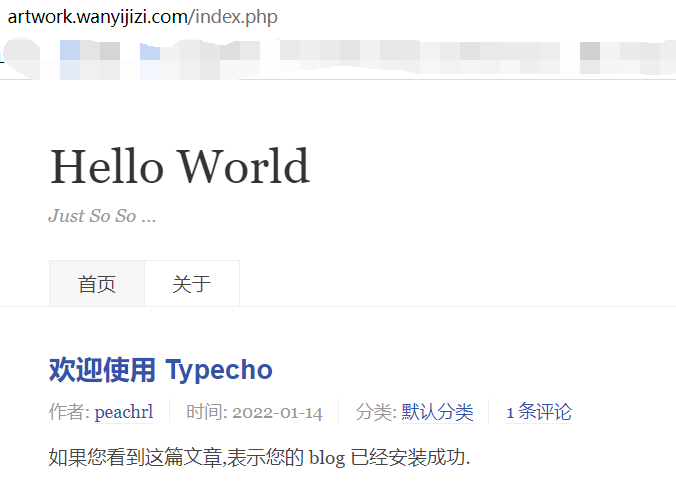 artwork.wanyijizi.com/index.php
Hello World
Just So So ...
首页 关于
欢迎使用 Typecho
作者: peachrl 时间: 2022-01-14 分类: 默认分类 1 条评论
如果您看到这篇文章,表示您的 blog 已经安装成功.